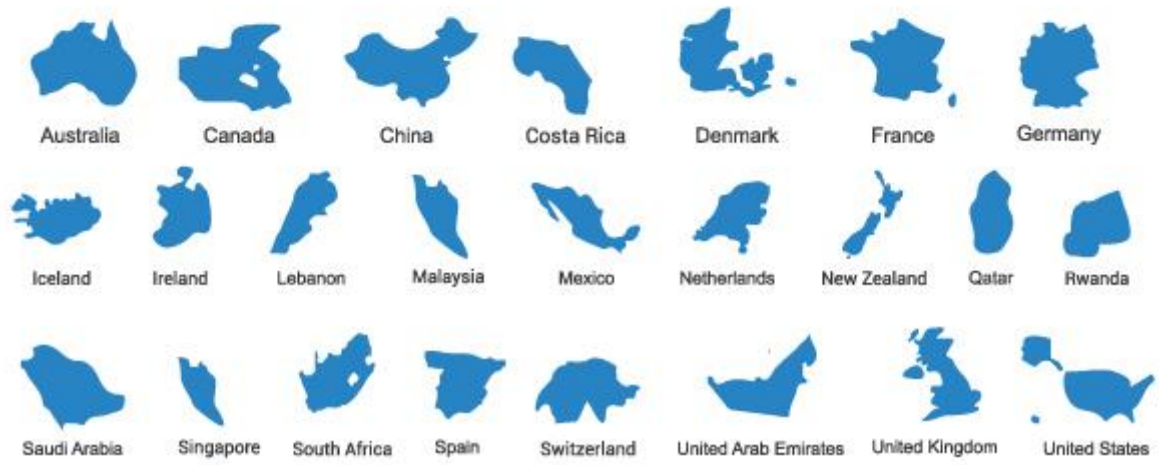 Australia Canada China Costa Rica Denmark France Germany
Iceland Ireland Lebanon Malaysia Mexico Netherlands New Zealand Qatar Rwanda
Saudi Arabia Singapore South Africa Spain Switzerland United Arab Emirates United Kingdom United States